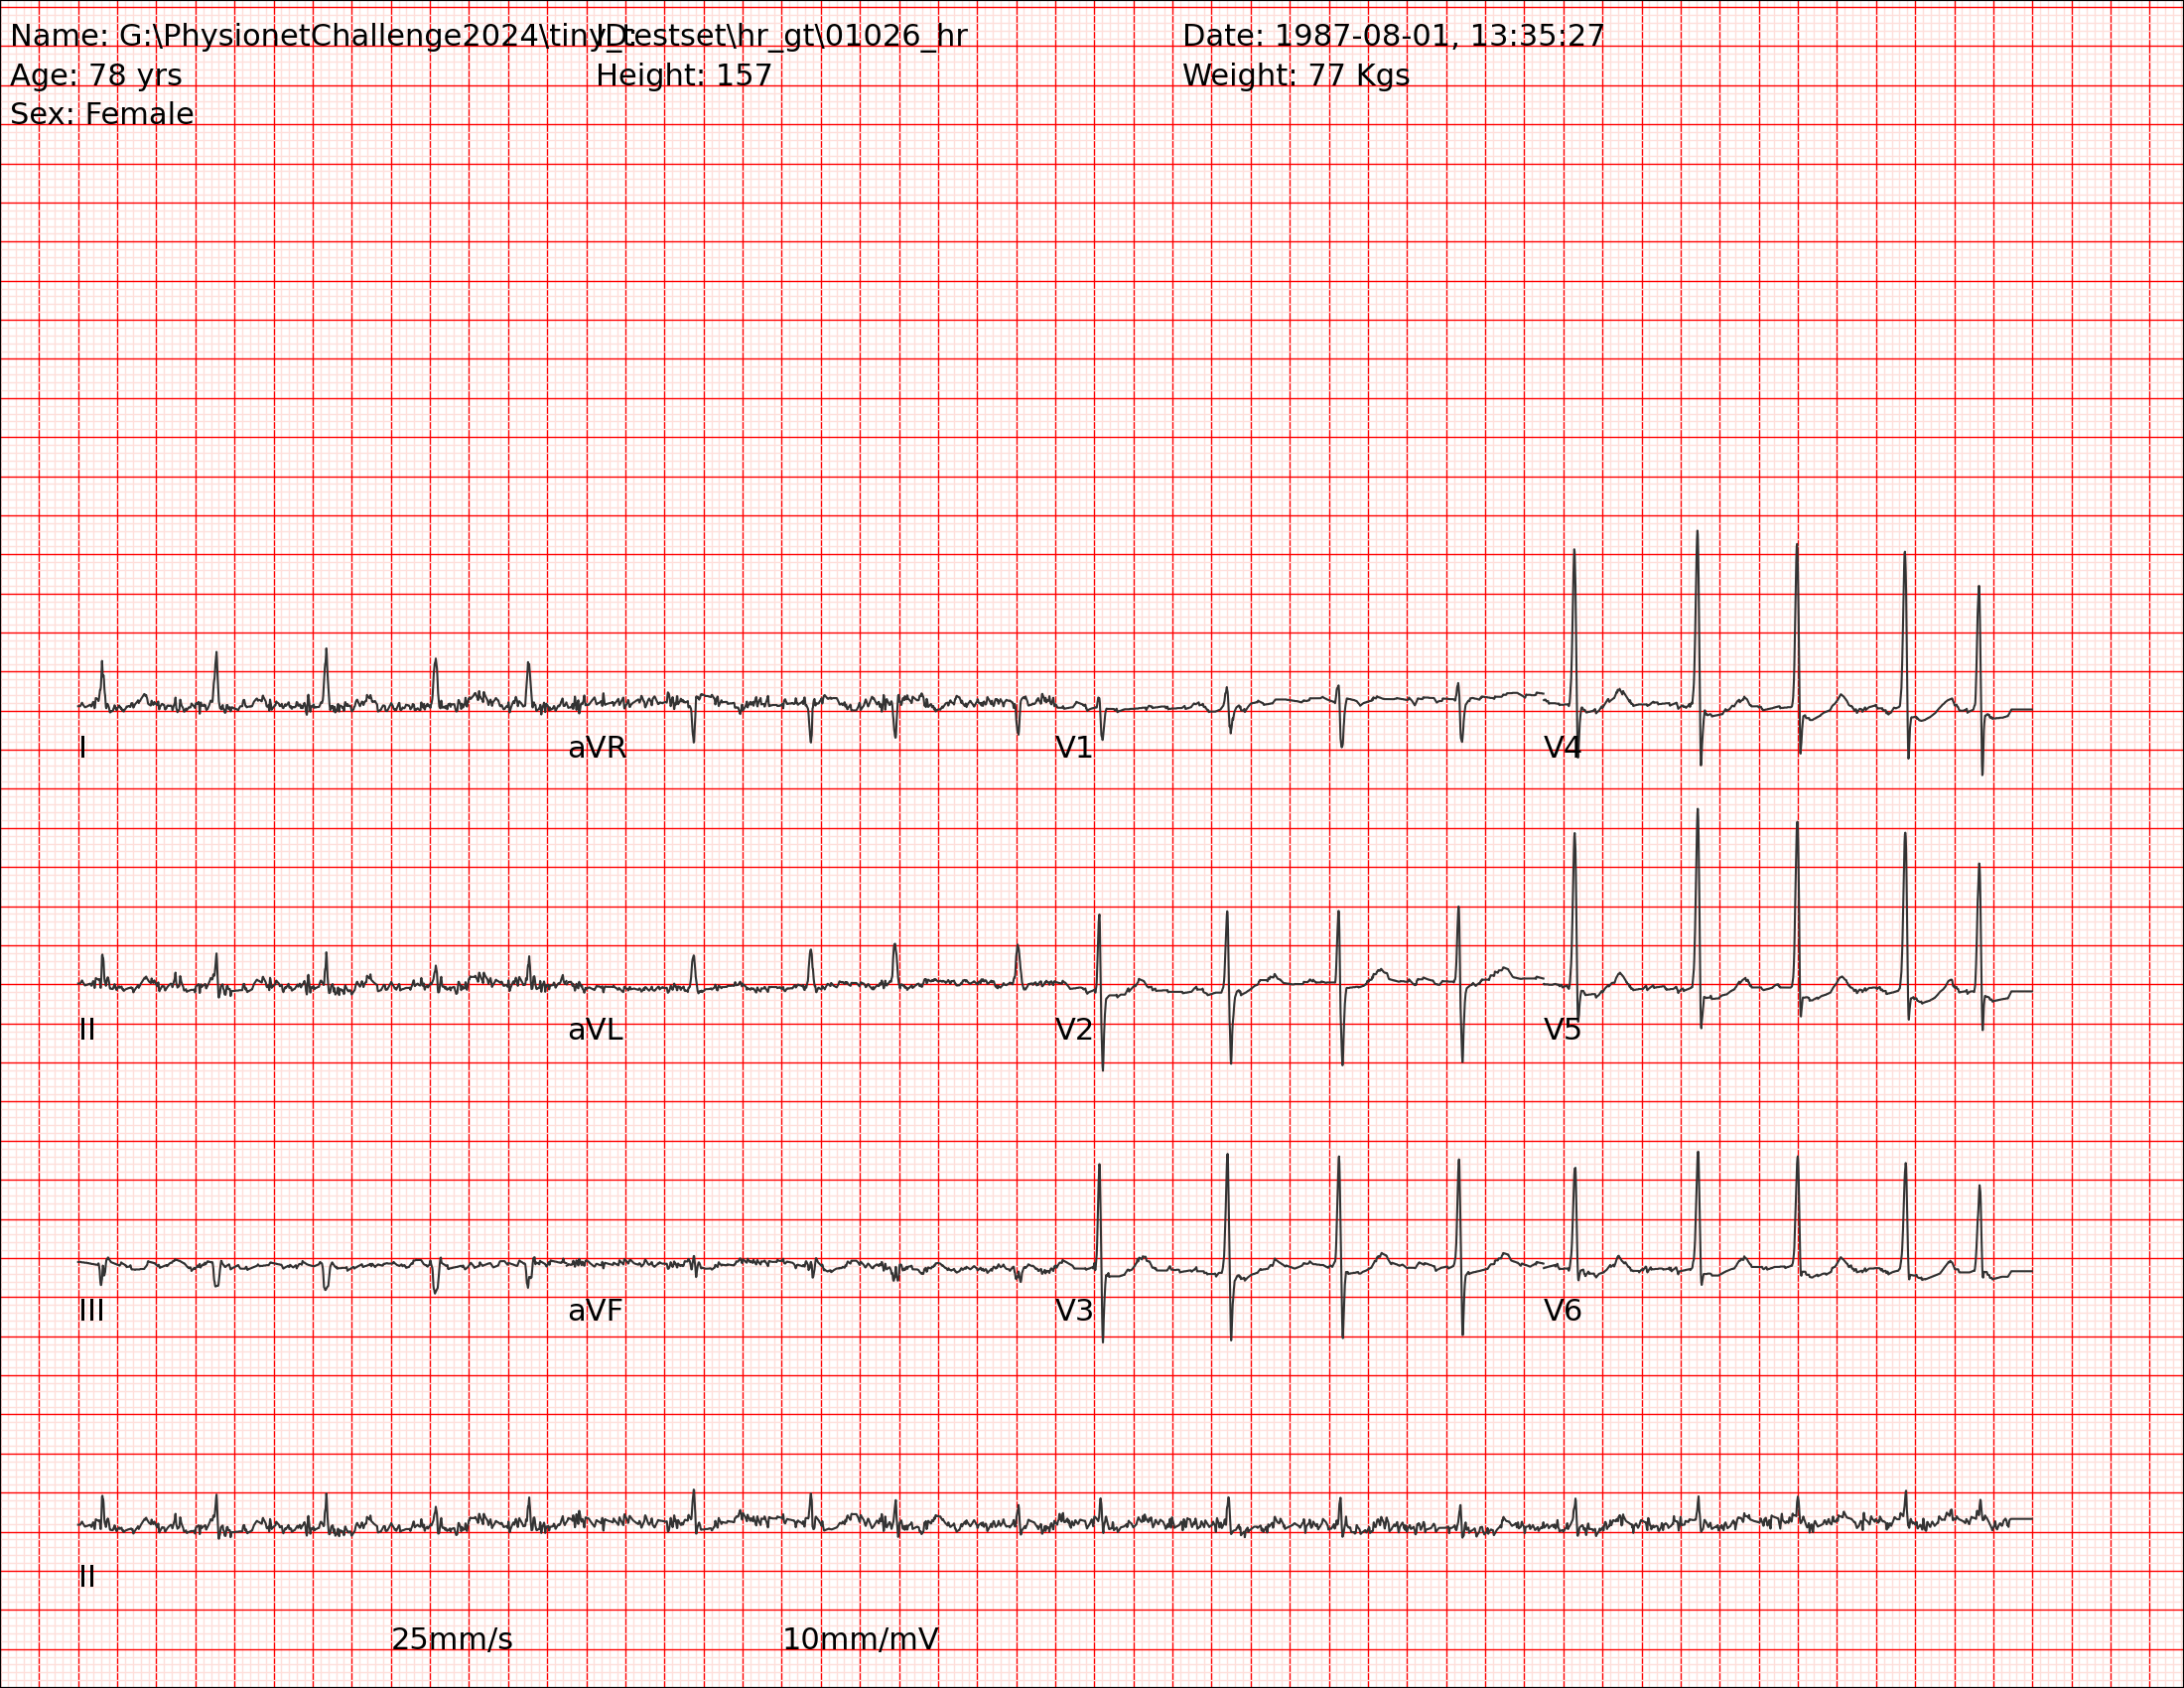 Name: G:\PhysionetChallenge2024\tiny_testset\hr_gt\01026_hr ID: Date: 1987-08-01, 13:35:27
Age: 78 yrs Height: 157 Weight: 77 Kgs
Sex: Female
I aVR V1 V4
II aVL V2 V5
III aVF V3 V6
II
25mm/s 10mm/mV